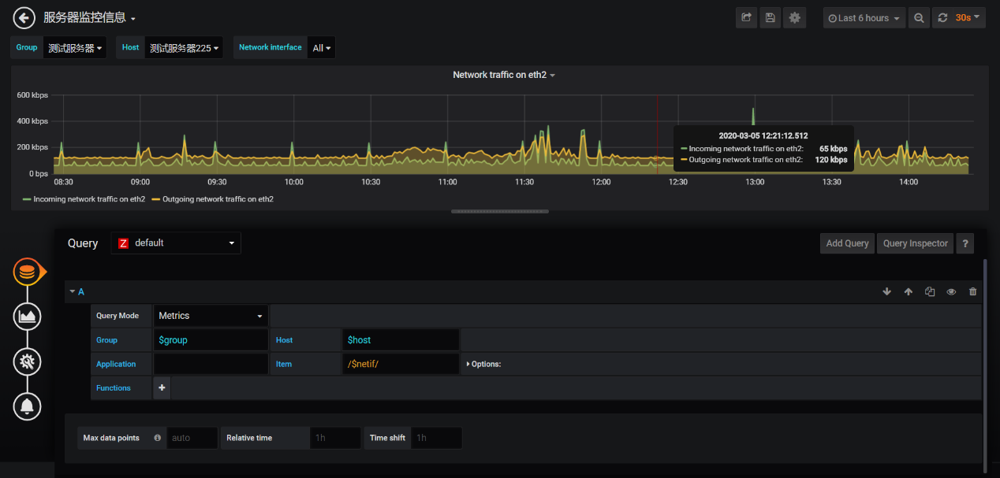 服务器监控信息
Last 6 hours 30s
Group 测试服务器 Host 测试服务器225 Network interface All
Network traffic on eth2
600 kbps
400 kbps
200 kbps
0 bps
2020-03-05 12:21:12.512
Incoming network traffic on eth2: 65 kbps
Outgoing network traffic on eth2: 120 kbps
08:30 09:00 09:30 10:00 10:30 11:00 11:30 12:00 12:30 13:00 13:30 14:00
Incoming network traffic on eth2 Outgoing network traffic on eth2
Query Z default Add Query Query Inspector ?
A
Query Mode Metrics
Group $group Host $host
Application Item /$netif/ Options:
Functions +
Max data points auto Relative time 1h Time shift 1h